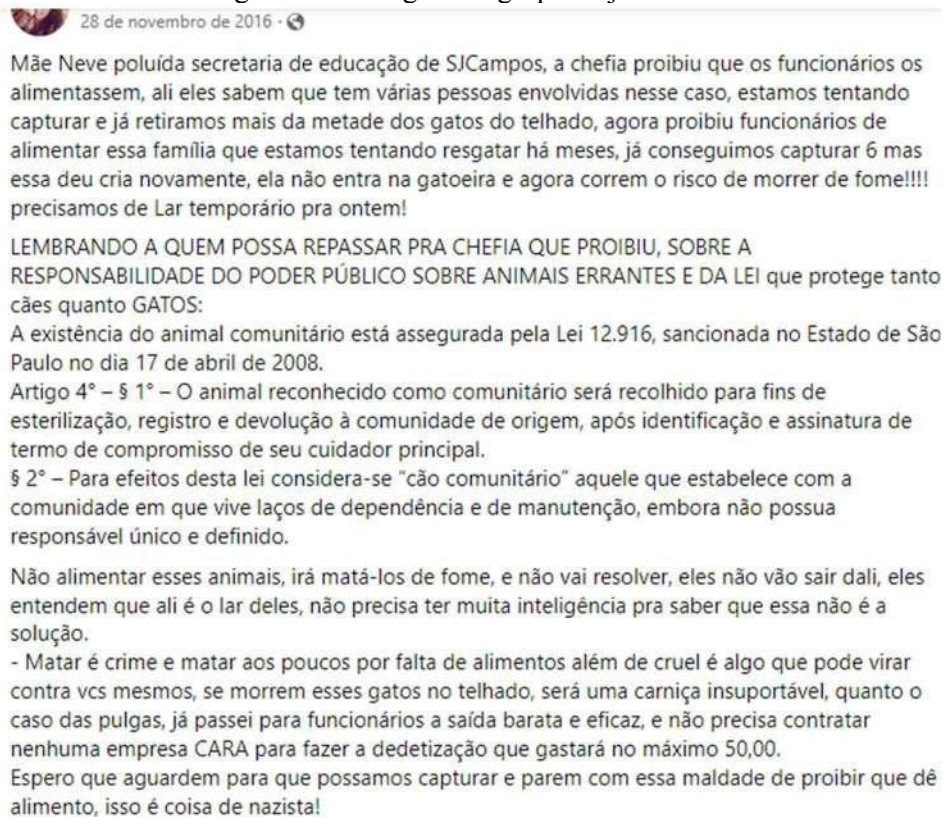 28 de novembro de 2016 ·
Mãe Neve poluída secretaria de educação de SJCampos, a chefia proibiu que os funcionários os
alimentassem, ali eles sabem que tem várias pessoas envolvidas nesse caso, estamos tentando
capturar e já retiramos mais da metade dos gatos do telhado, agora proibiu funcionários de
alimentar essa família que estamos tentando resgatar há meses, já conseguimos capturar 6 mas
essa deu cria novamente, ela não entra na gatoeira e agora correm o risco de morrer de fome!!!!
precisamos de Lar temporário pra ontem!
LEMBRANDO A QUEM POSSA REPASSAR PRA CHEFIA QUE PROIBIU, SOBRE A
RESPONSABILIDADE DO PODER PÚBLICO SOBRE ANIMAIS ERRANTES E DA LEI que protege tanto
cães quanto GATOS:
A existência do animal comunitário está assegurada pela Lei 12.916, sancionada no Estado de São
Paulo no dia 17 de abril de 2008.
Artigo 4° – § 1° – O animal reconhecido como comunitário será recolhido para fins de
esterilização, registro e devolução à comunidade de origem, após identificação e assinatura de
termo de compromisso de seu cuidador principal.
§ 2° – Para efeitos desta lei considera-se "cão comunitário" aquele que estabelece com a
comunidade em que vive laços de dependência e de manutenção, embora não possua
responsável único e definido.
Não alimentar esses animais, irá matá-los de fome, e não vai resolver, eles não vão sair dali, eles
entendem que ali é o lar deles, não precisa ter muita inteligência pra saber que essa não é a
solução.
- Matar é crime e matar aos poucos por falta de alimentos além de cruel é algo que pode virar
contra vcs mesmos, se morrem esses gatos no telhado, será uma carniça insuportável, quanto o
caso das pulgas, já passei para funcionários a saída barata e eficaz, e não precisa contratar
nenhuma empresa CARA para fazer a dedetização que gastará no máximo 50,00.
Espero que aguardem para que possamos capturar e parem com essa maldade de proibir que dê
alimento, isso é coisa de nazista!